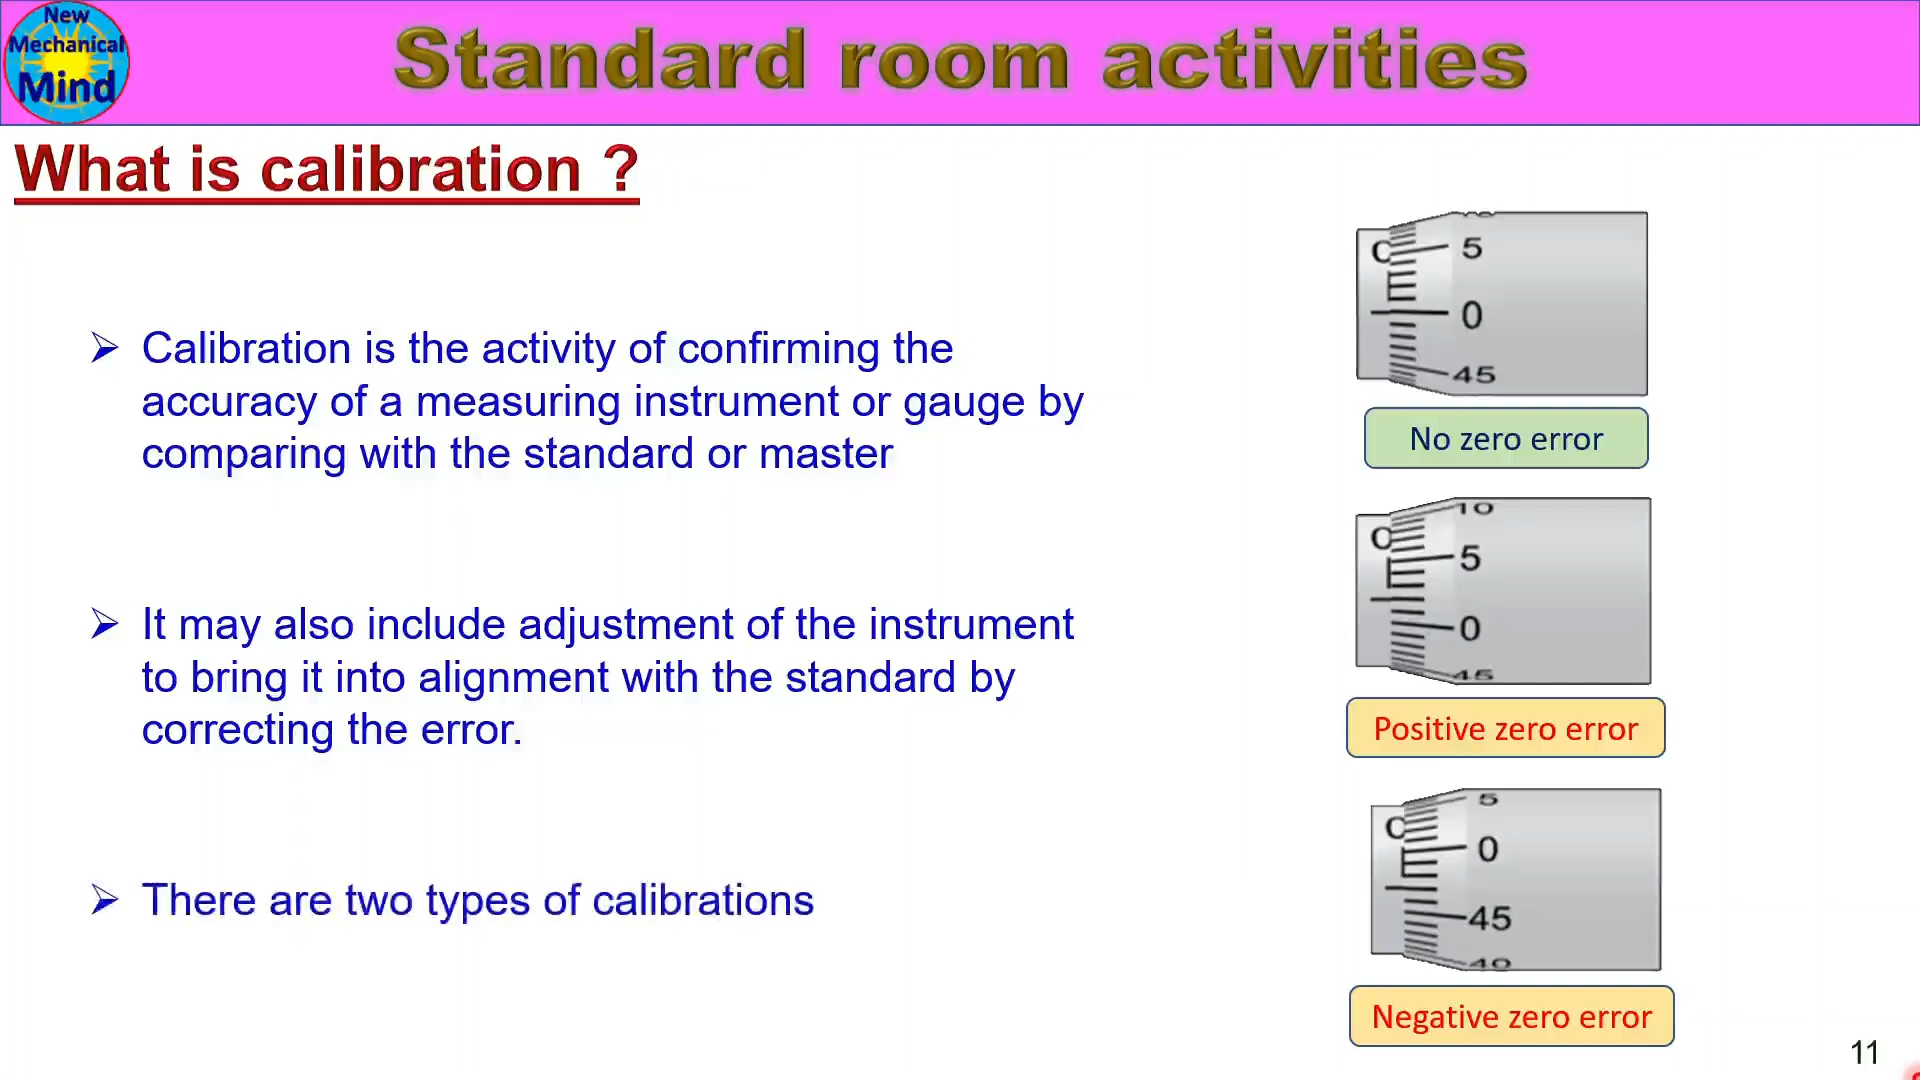 New
Mechanical
Mind
Standard room activities
What is calibration ?
Calibration is the activity of confirming the
accuracy of a measuring instrument or gauge by
comparing with the standard or master
It may also include adjustment of the instrument
to bring it into alignment with the standard by
correcting the error.
There are two types of calibrations
5
0
45
No zero error
10
5
0
45
Positive zero error
5
0
45
40
Negative zero error
11